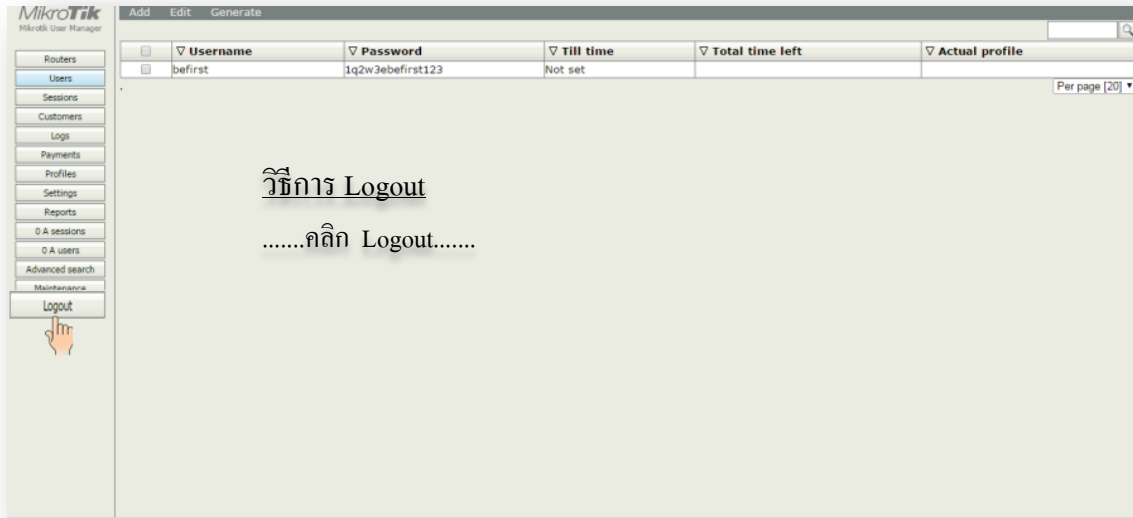 MikroTik
Mikrotik User Manager
Add Edit Generate
Routers
Users
Sessions
Customers
Logs
Payments
Profiles
Settings
Reports
0 A sessions
0 A users
Advanced search
Maintenance
Logout
▽ Username ▽ Password ▽ Till time ▽ Total time left ▽ Actual profile
befirst 1q2w3ebefirst123 Not set
Per page [20]
วิธีการ Logout
.......คลิก Logout.......